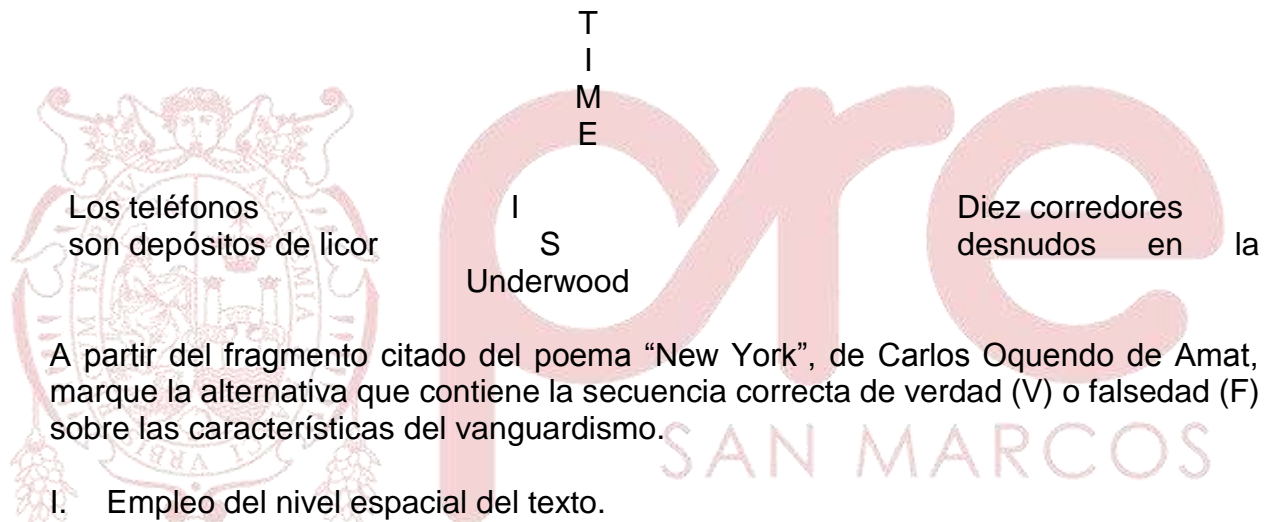 T
I
M
E
Los teléfonos I Diez corredores
son depósitos de licor S desnudos en la
Underwood
A partir del fragmento citado del poema “New York”, de Carlos Oquendo de Amat,
marque la alternativa que contiene la secuencia correcta de verdad (V) o falsedad (F)
sobre las características del vanguardismo.
SAN MARCOS
I. Empleo del nivel espacial del texto.